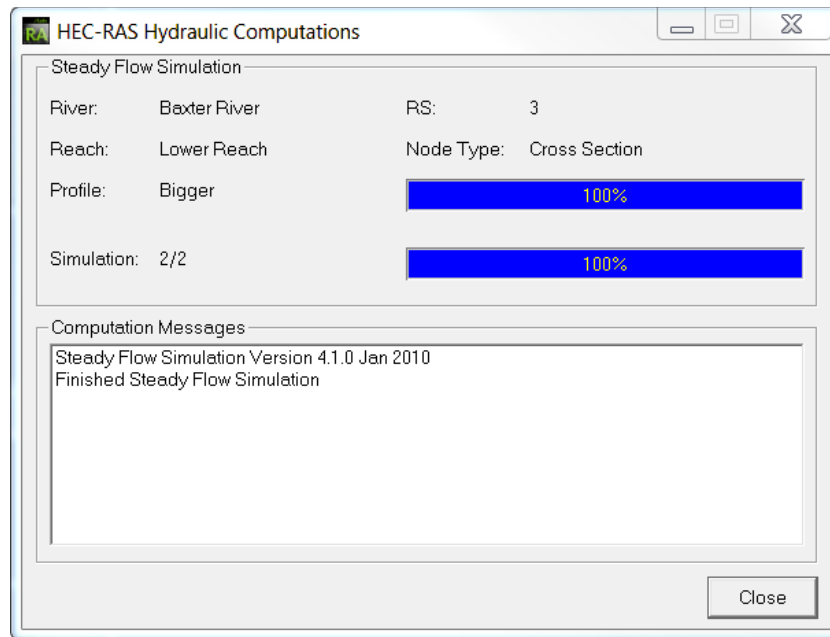 RA HEC-RAS Hydraulic Computations
Steady Flow Simulation
River: Baxter River RS: 3
Reach: Lower Reach Node Type: Cross Section
Profile: Bigger 100%
Simulation: 2/2 100%
Computation Messages
Steady Flow Simulation Version 4.1.0 Jan 2010
Finished Steady Flow Simulation
Close